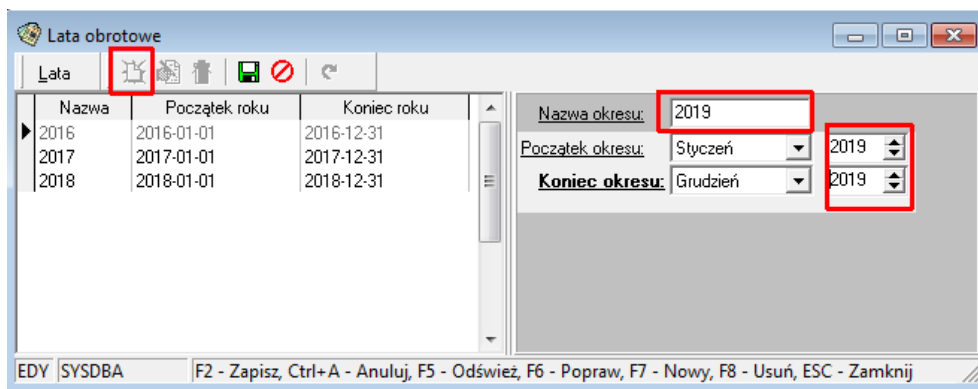 Lata obrotowe
Lata
Nazwa Początek roku Koniec roku
2016 2016-01-01 2016-12-31
2017 2017-01-01 2017-12-31
2018 2018-01-01 2018-12-31
Nazwa okresu: 2019
Początek okresu: Styczeń 2019
Koniec okresu: Grudzień 2019
EDY SYSDBA F2 - Zapisz, Ctrl+A - Anuluj, F5 - Odśwież, F6 - Popraw, F7 - Nowy, F8 - Usuń, ESC - Zamknij